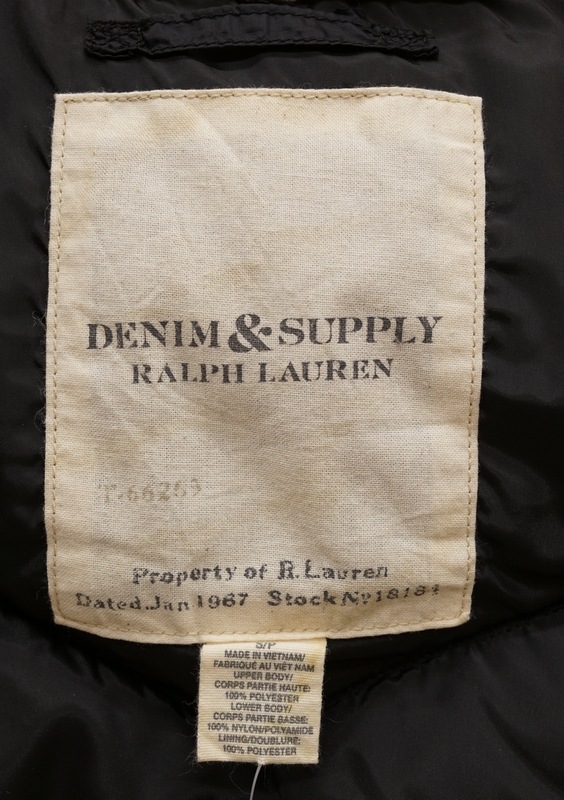 DENIM & SUPPLY
RALPH LAUREN
T-66263
Property of R. Lauren
Dated.Jan 1967 Stock No 18184
S/P
MADE IN VIETNAM/
FABRIQUÉ AU VIÊT NAM
UPPER BODY/
CORPS PARTIE HAUTE:
100% POLYESTER
LOWER BODY/
CORPS PARTIE BASSE:
100% NYLON/POLYAMIDE
LINING/DOUBLURE:
100% POLYESTER